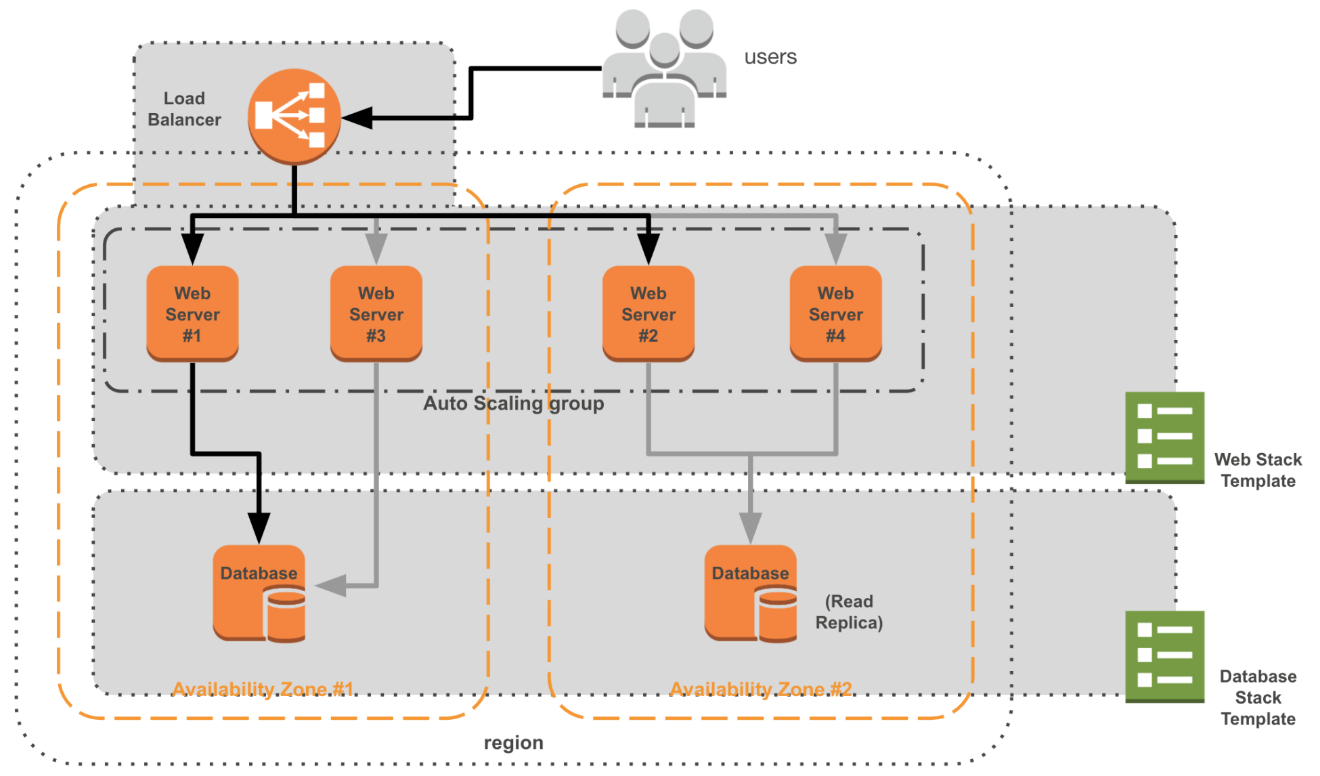 users
Load
Balancer
Web
Server
#1
Web
Server
#3
Web
Server
#2
Web
Server
#4
Auto Scaling group
Web Stack
Template
Database
Database
(Read
Replica)
Availability Zone #1
Availability Zone #2
Database
Stack
Template
region